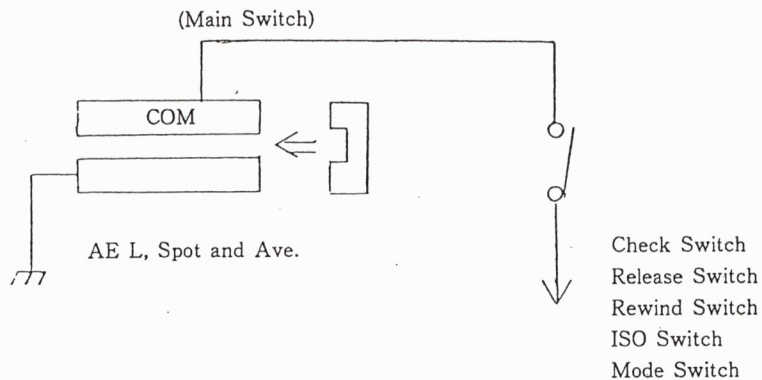 (Main Switch)
COM
AE L, Spot and Ave.
Check Switch
Release Switch
Rewind Switch
ISO Switch
Mode Switch